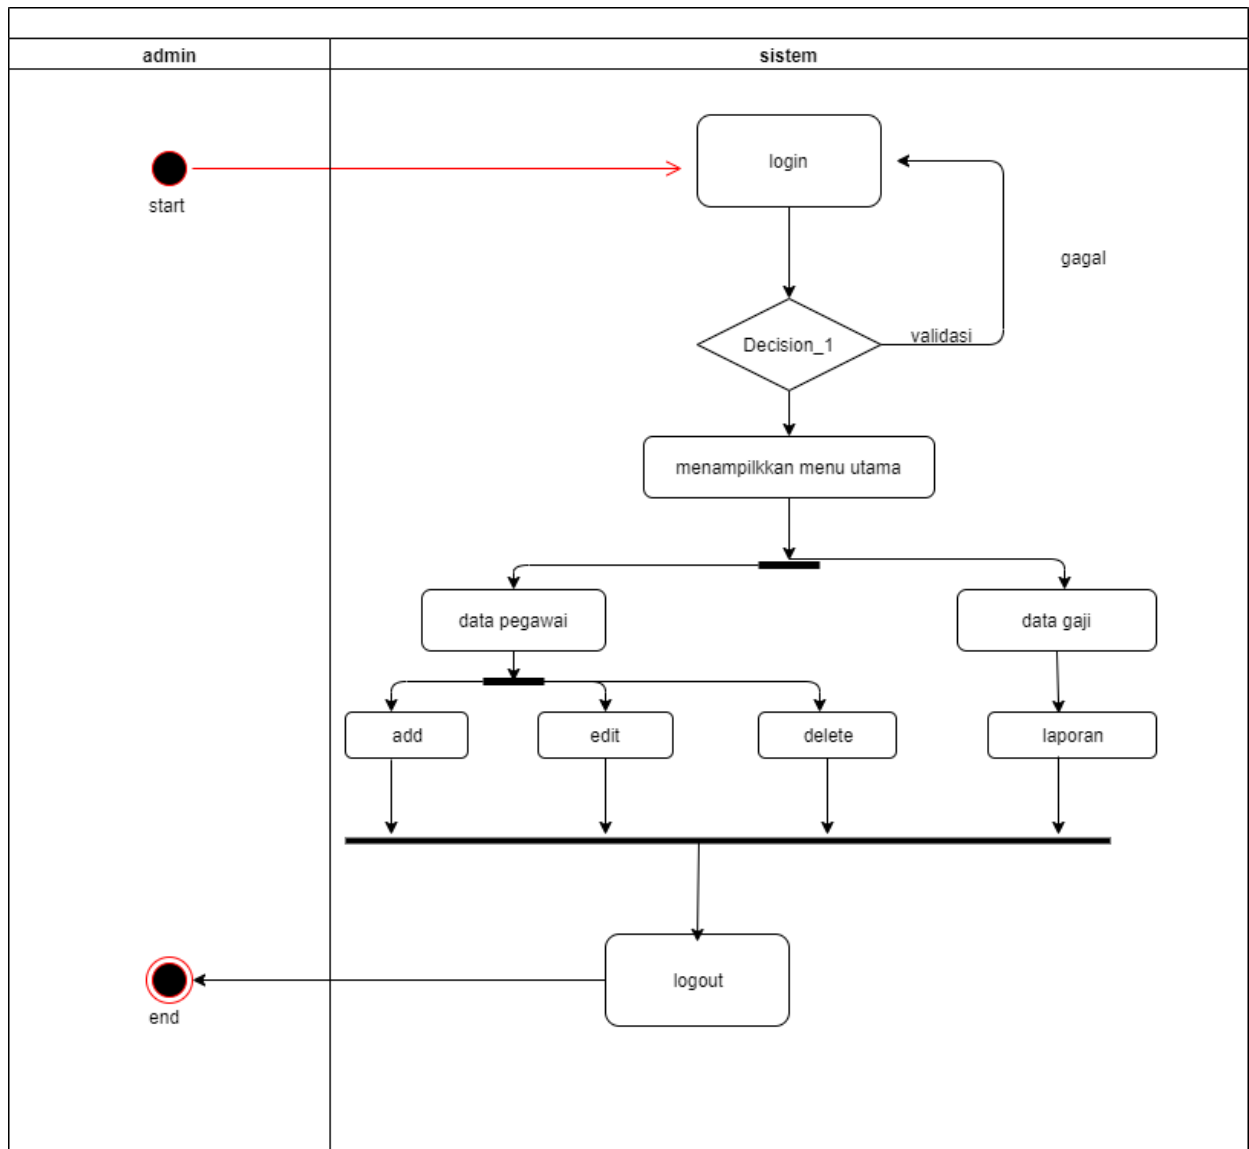 admin
sistem
login
start
gagal
validasi
Decision_1
menampilkkan menu utama
data pegawai
data gaji
add
edit
delete
laporan
logout
end